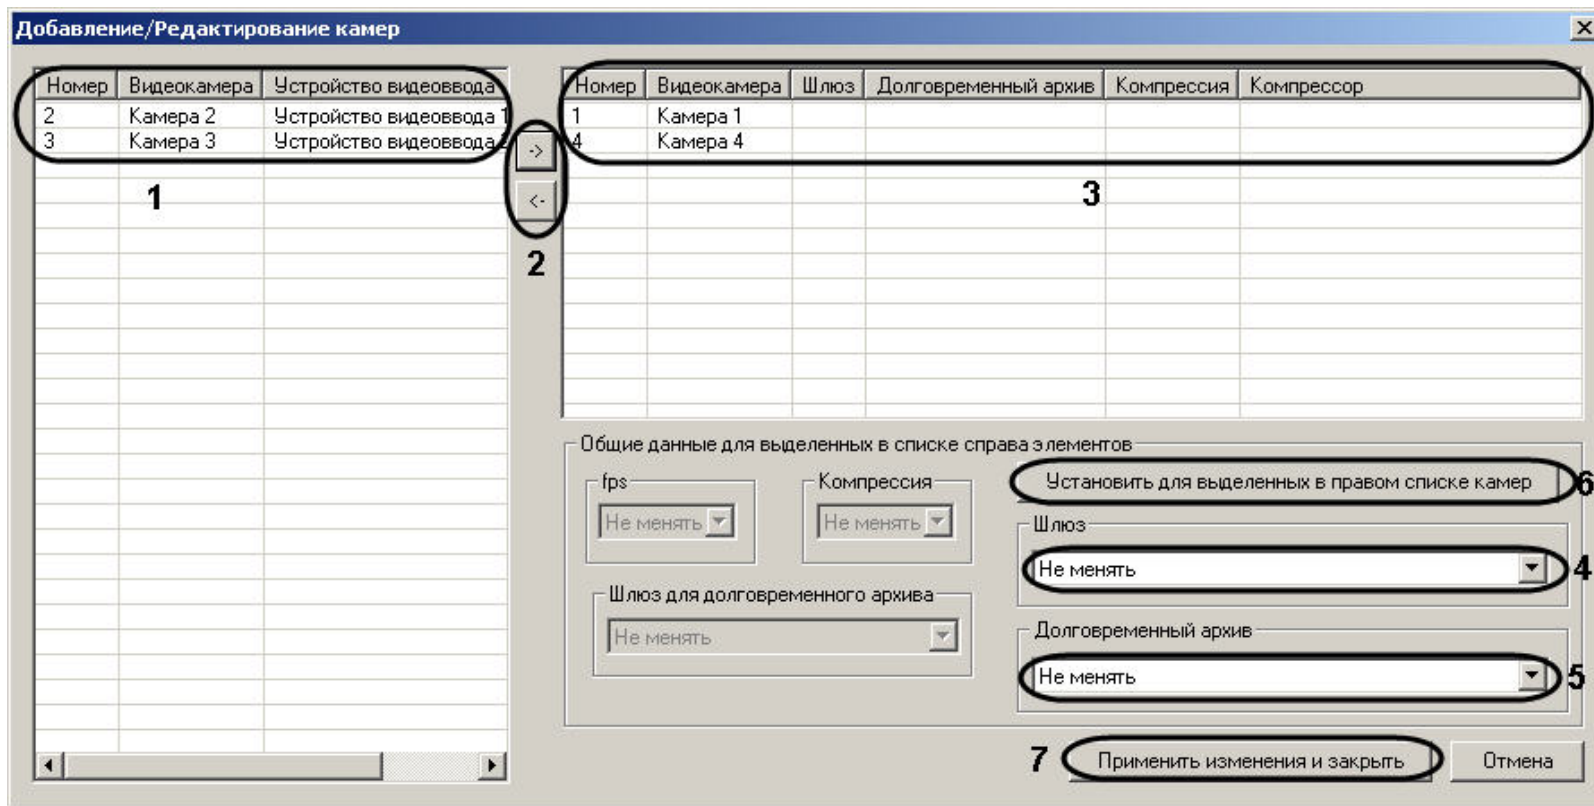 Добавление/Редактирование камер
Номер Видеокамера Устройство видеоввода Номер Видеокамера Шлюз Долговременный архив Компрессия Компрессор
2 Камера 2 Устройство видеоввода 1 1 Камера 1
3 Камера 3 Устройство видеоввода 4 Камера 4
->
<-
1
2
3
Общие данные для выделенных в списке справа элементов
fps Компрессия Установить для выделенных в правом списке камер 6
Не менять Не менять
Шлюз
Не менять 4
Шлюз для долговременного архива
Не менять
Долговременный архив
Не менять 5
7 Применить изменения и закрыть Отмена